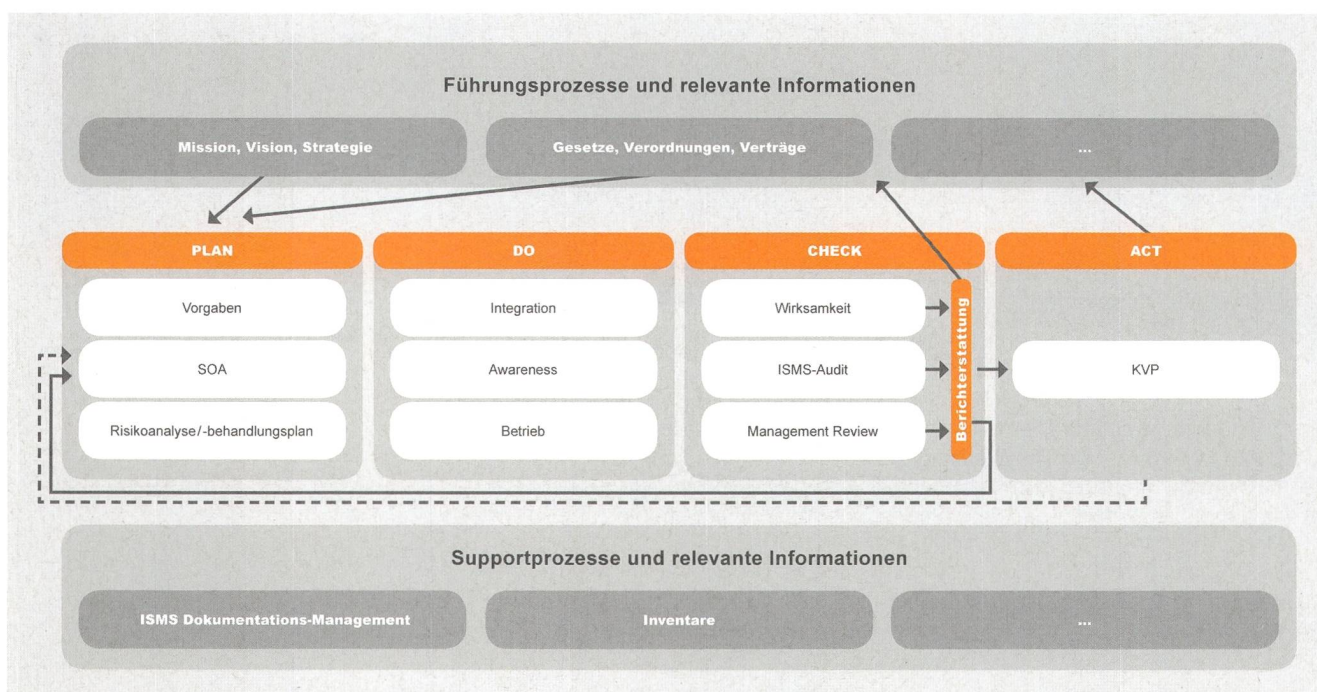 Führungsprozesse und relevante Informationen
Mission, Vision, Strategie
Gesetze, Verordnungen, Verträge
...
PLAN
Vorgaben
SOA
Risikoanalyse/-behandlungsplan
DO
Integration
Awareness
Betrieb
CHECK
Wirksamkeit
ISMS-Audit
Management Review
Berichterstattung
ACT
KVP
Supportprozesse und relevante Informationen
ISMS Dokumentations-Management
Inventare
...